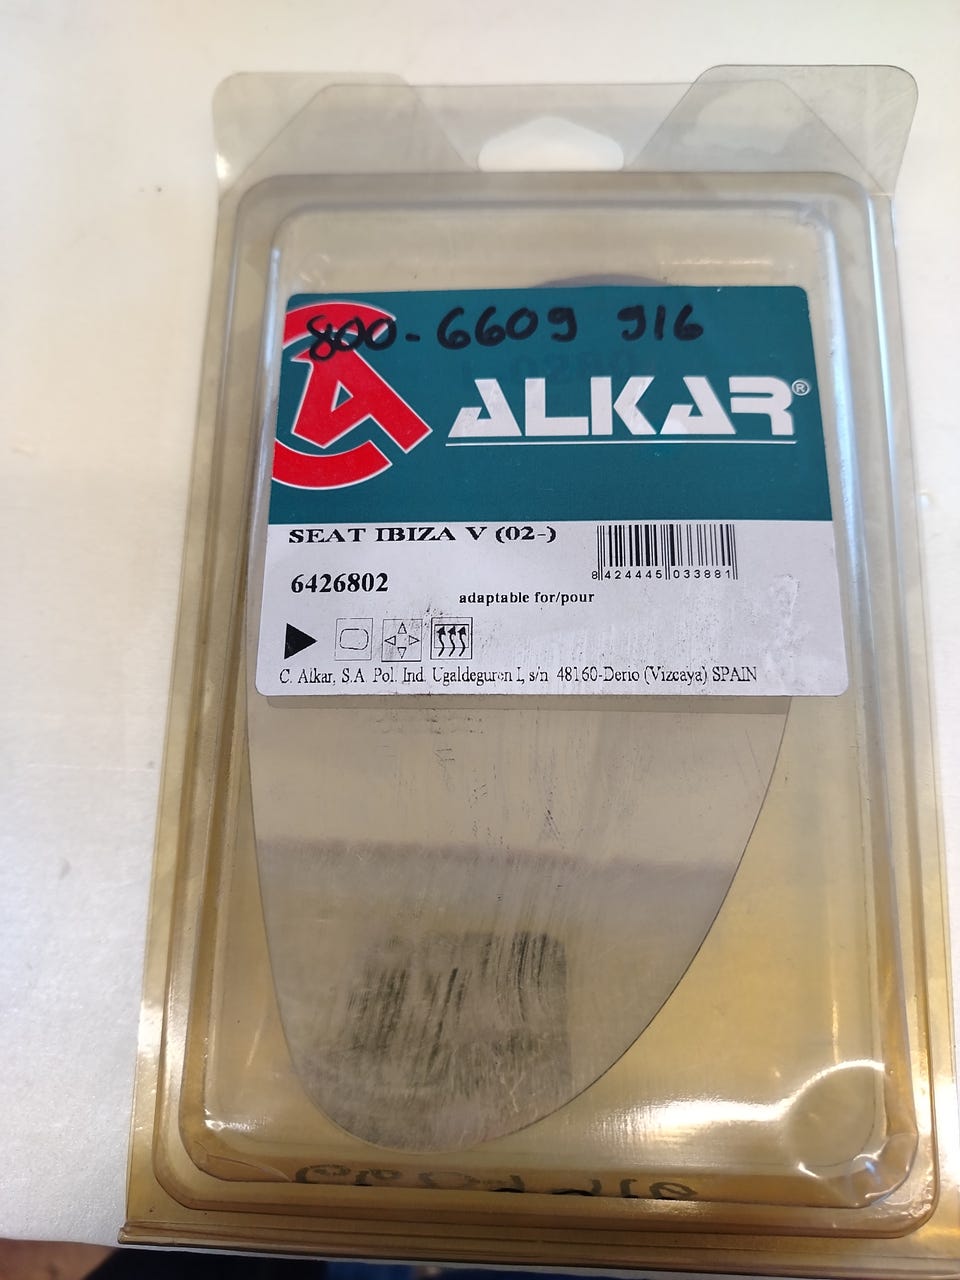 800-6609 916
ALKAR®
SEAT IBIZA V (02-)
8 424445 033881
6426802
adaptable for/pour
C. Alkar, S.A. Pol. Ind. Ugaldeguren I, s/n 48160-Derio (Vizcaya) SPAIN